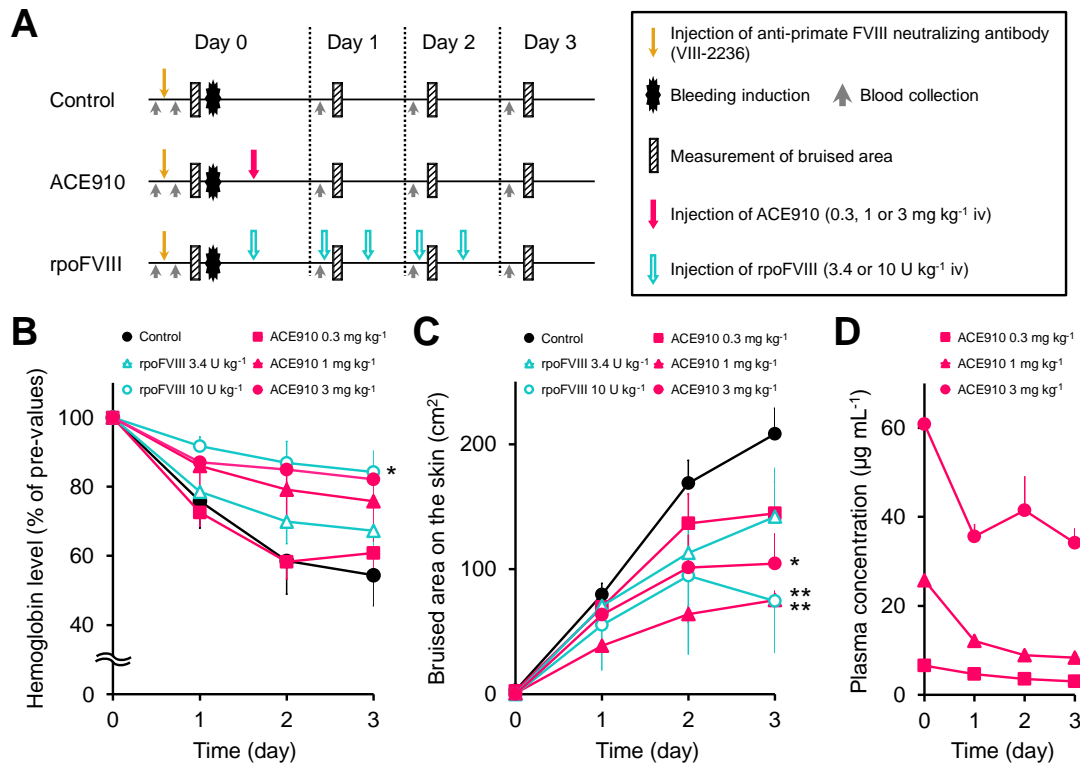 A
Day 0
Day 1
Day 2
Day 3
Control
ACE910
rpoFVIII
Injection of anti-primate FVIII neutralizing antibody
(VIII-2236)
Bleeding induction
Blood collection
Measurement of bruised area
Injection of ACE910 (0.3, 1 or 3 mg kg⁻¹ iv)
Injection of rpoFVIII (3.4 or 10 U kg⁻¹ iv)
B
Control
rpoFVIII 3.4 U kg⁻¹
rpoFVIII 10 U kg⁻¹
ACE910 0.3 mg kg⁻¹
ACE910 1 mg kg⁻¹
ACE910 3 mg kg⁻¹
Hemoglobin level (% of pre-values)
100
80
60
40
0
*
0 1 2 3
Time (day)
C
Control
rpoFVIII 3.4 U kg⁻¹
rpoFVIII 10 U kg⁻¹
ACE910 0.3 mg kg⁻¹
ACE910 1 mg kg⁻¹
ACE910 3 mg kg⁻¹
Bruised area on the skin (cm²)
200
100
0
*
**
**
0 1 2 3
Time (day)
D
ACE910 0.3 mg kg⁻¹
ACE910 1 mg kg⁻¹
ACE910 3 mg kg⁻¹
Plasma concentration (µg mL⁻¹)
60
40
20
0
0 1 2 3
Time (day)